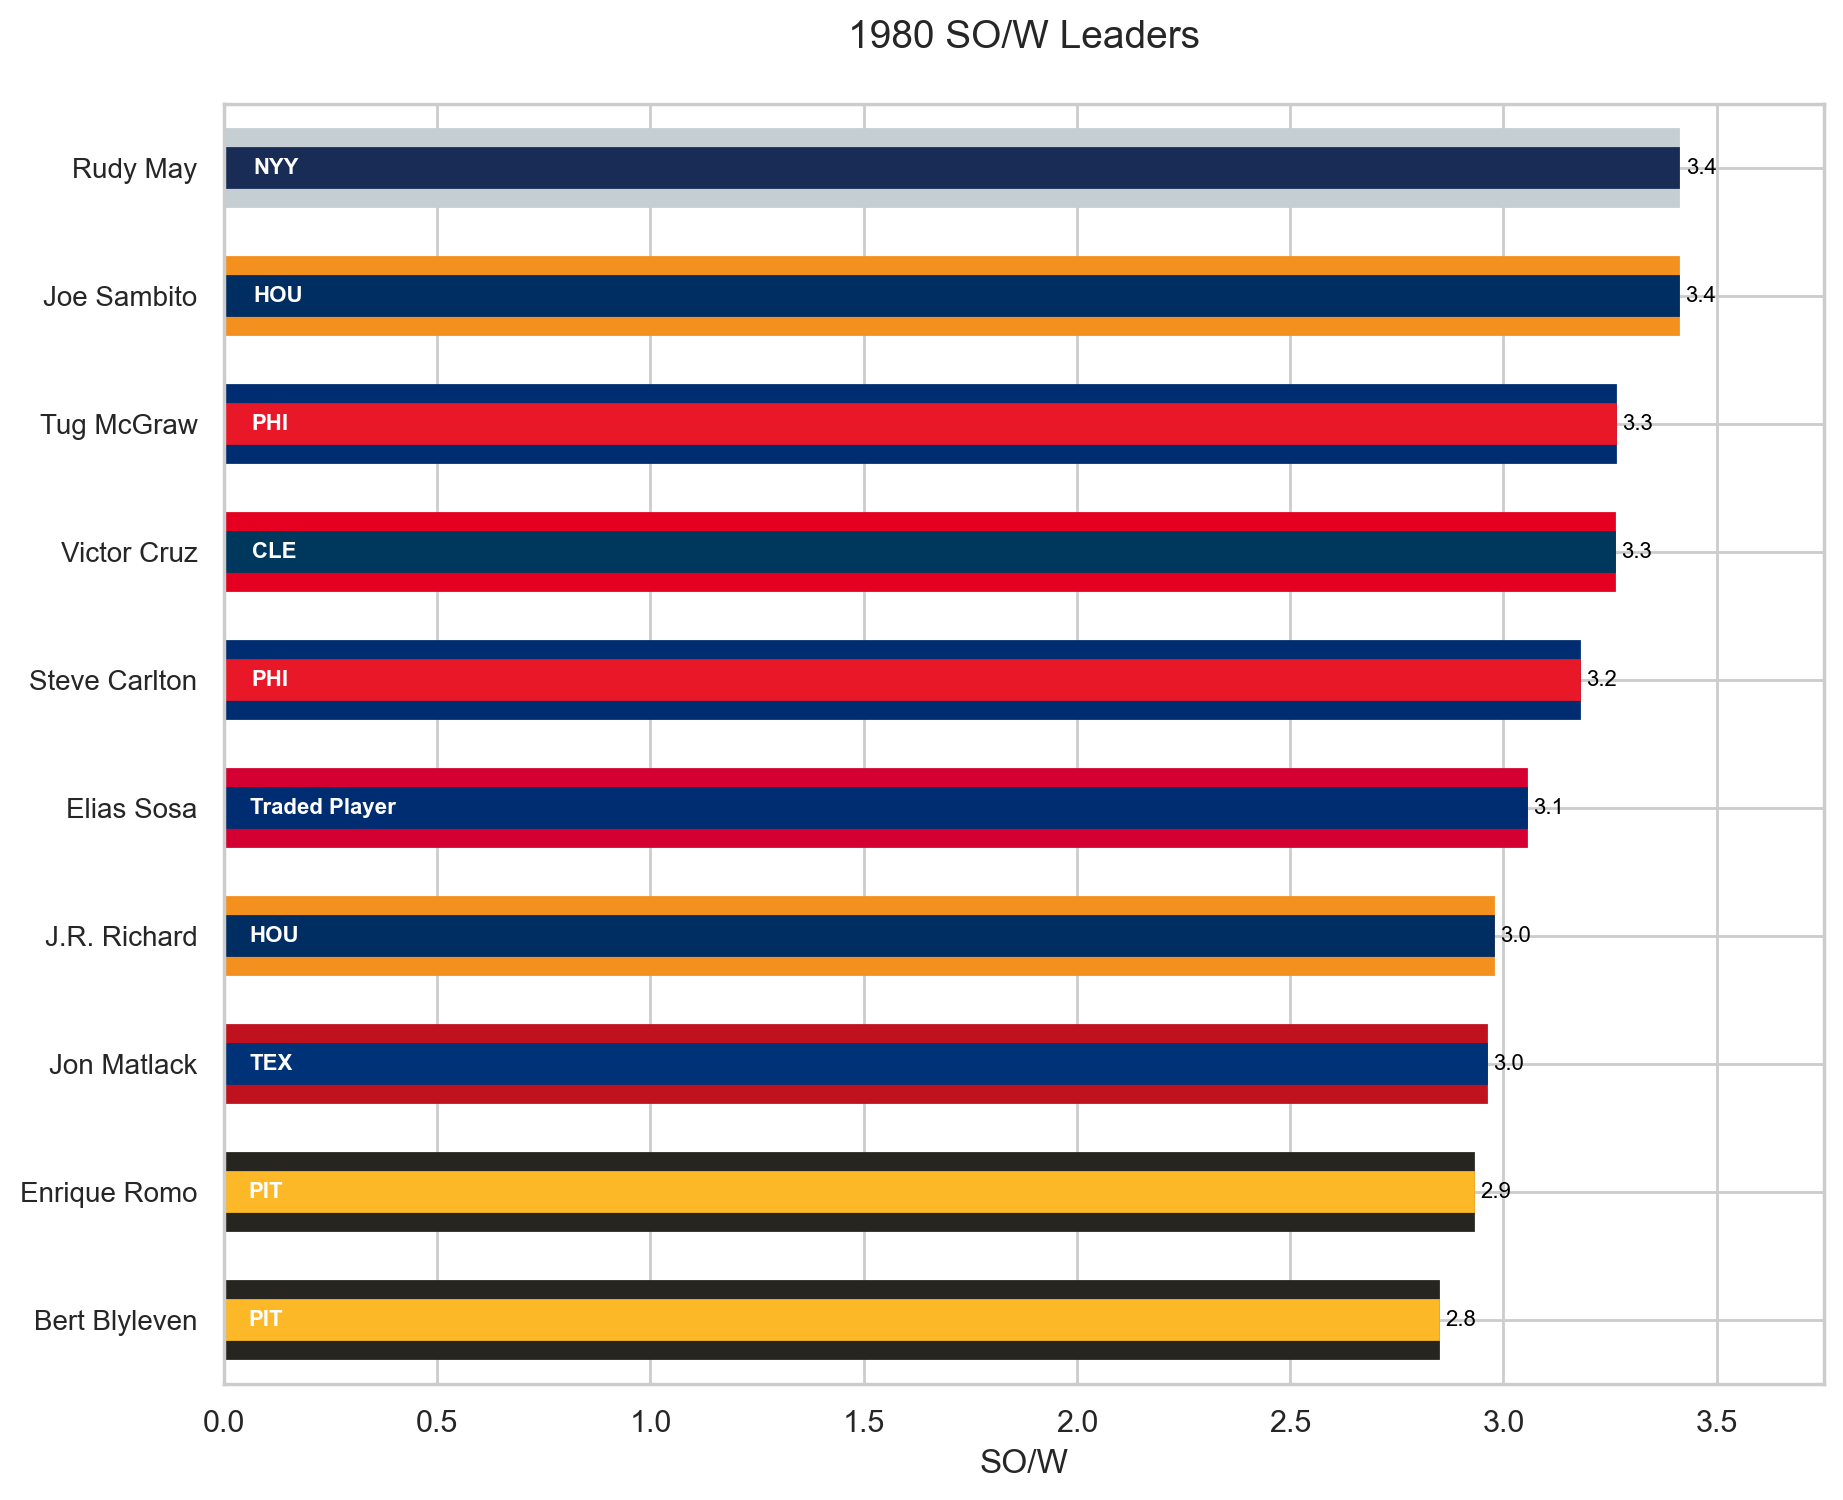 1980 SO/W Leaders
Rudy May NYY 3.4
Joe Sambito HOU 3.4
Tug McGraw PHI 3.3
Victor Cruz CLE 3.3
Steve Carlton PHI 3.2
Elias Sosa Traded Player 3.1
J.R. Richard HOU 3.0
Jon Matlack TEX 3.0
Enrique Romo PIT 2.9
Bert Blyleven PIT 2.8
0.0 0.5 1.0 1.5 2.0 2.5 3.0 3.5
SO/W